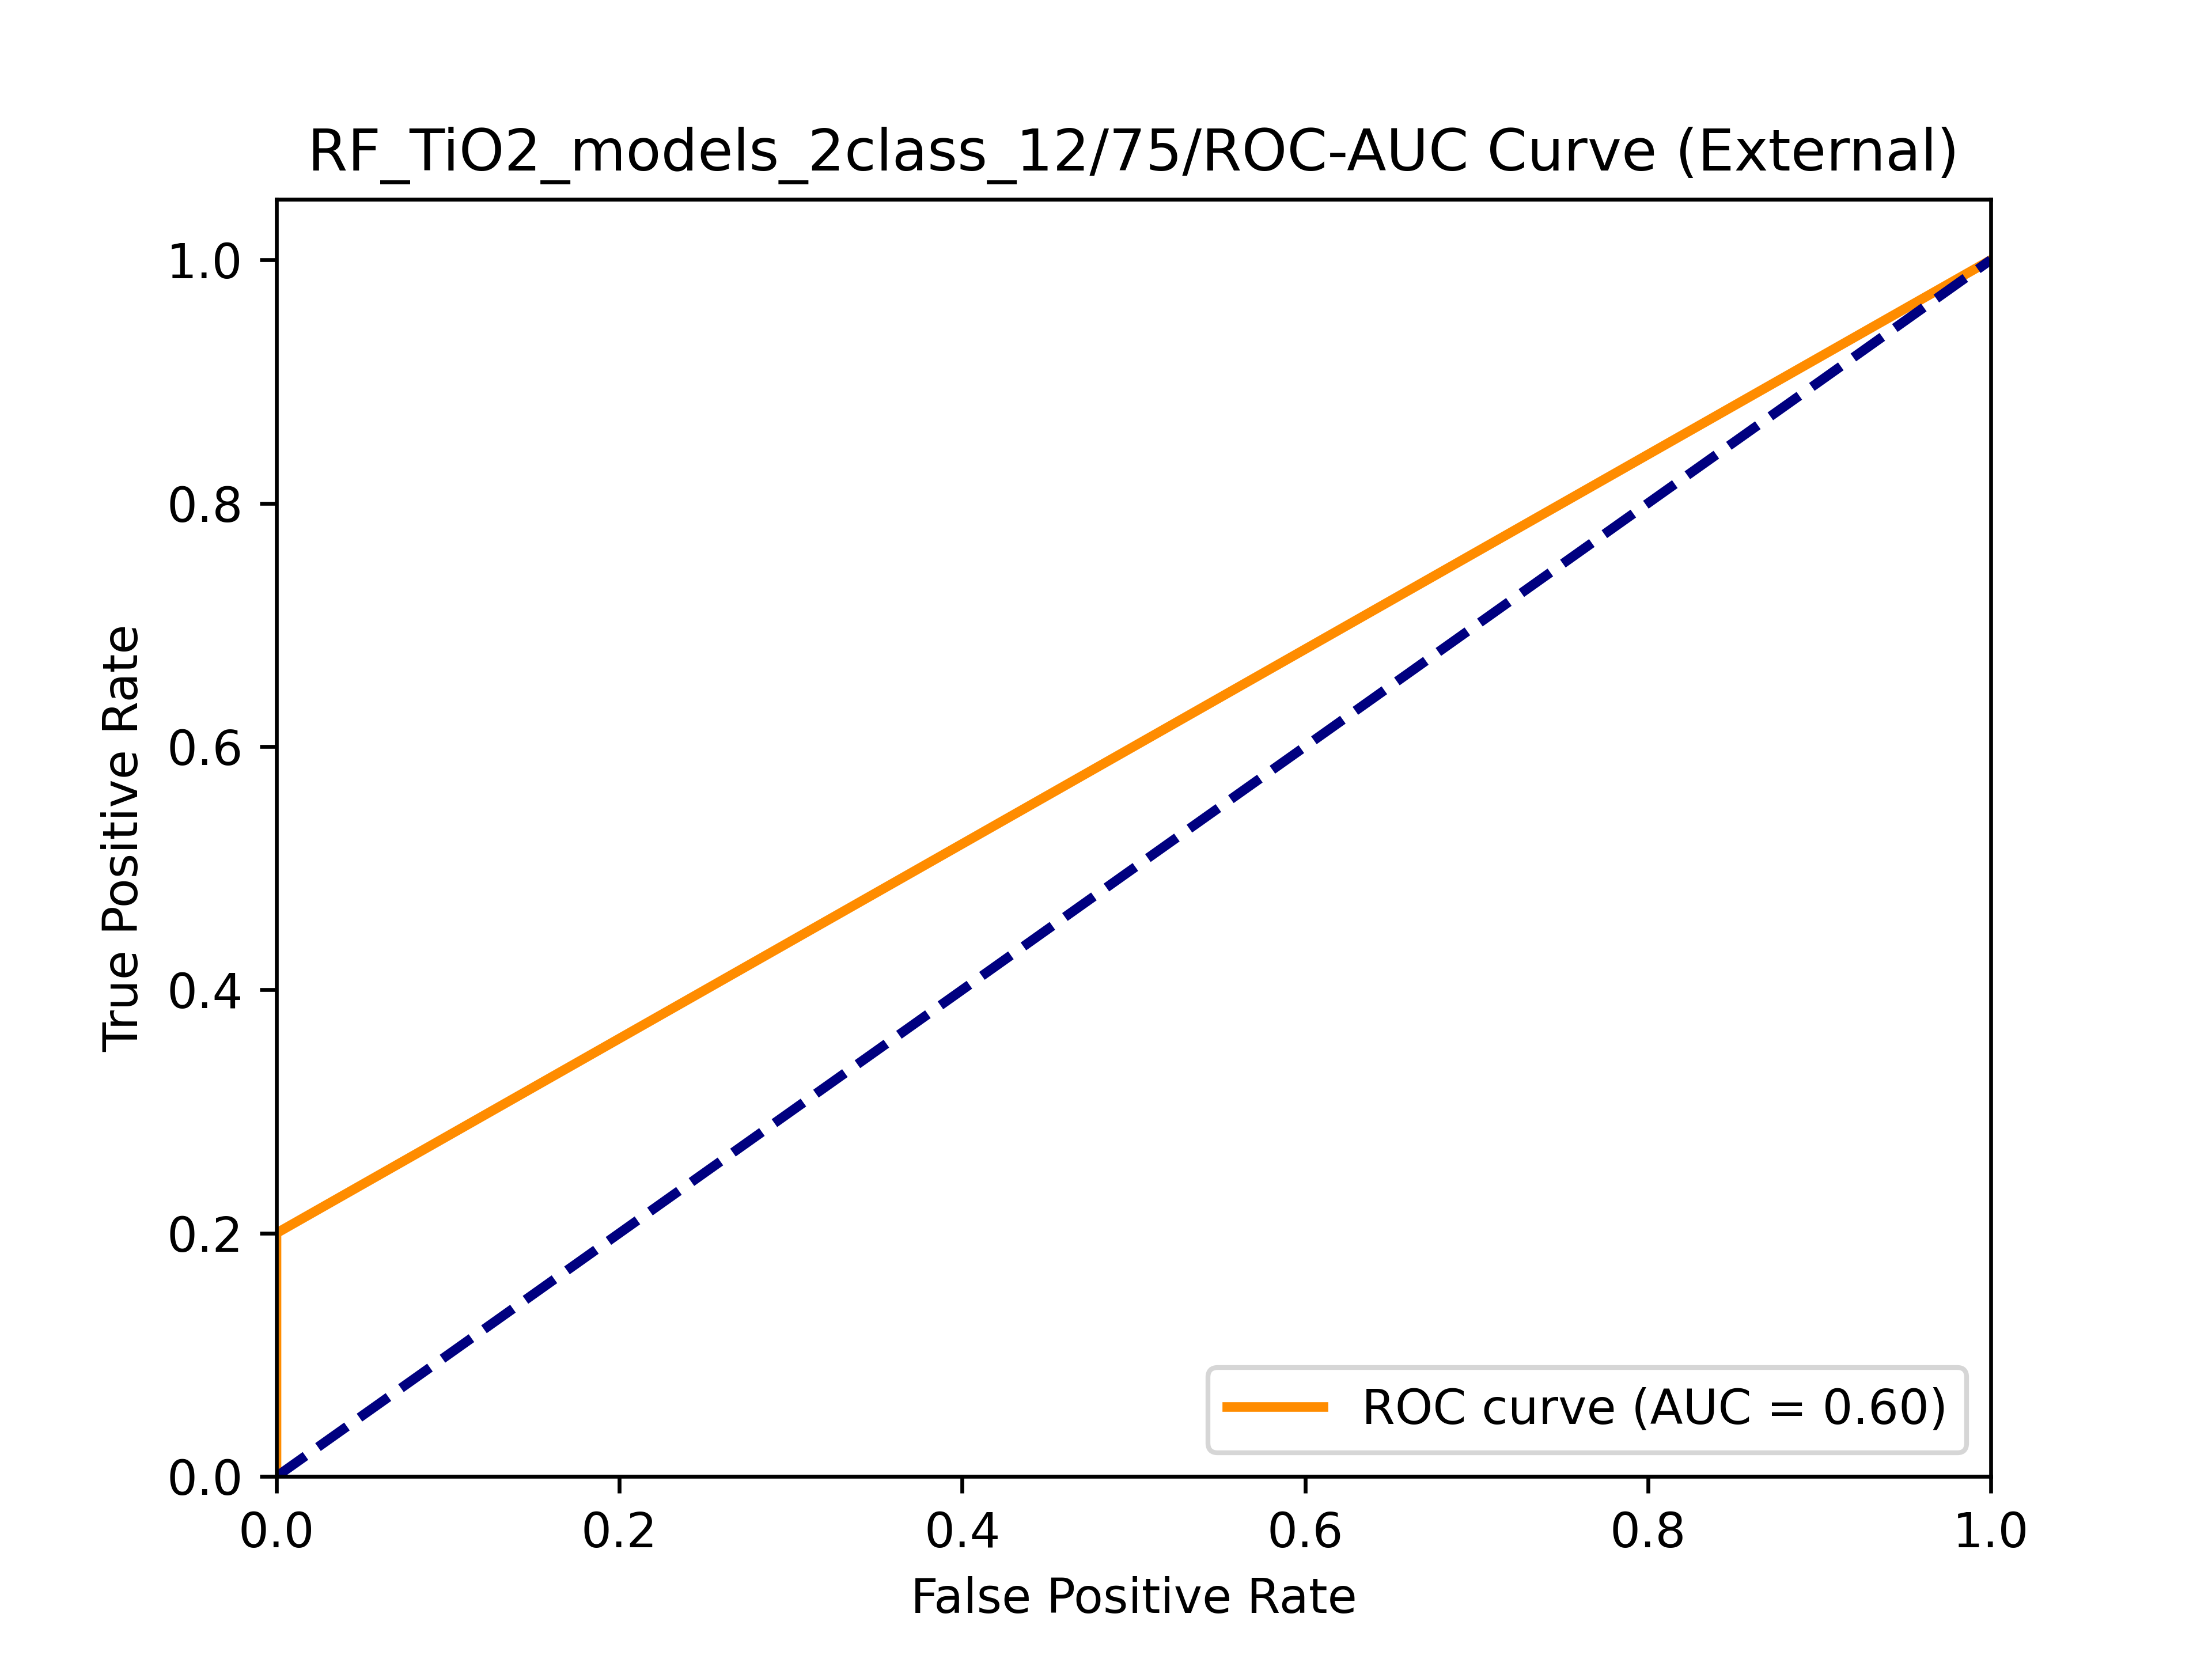 RF_TiO2_models_2class_12/75/ROC-AUC Curve (External)
True Positive Rate
1.0
0.8
0.6
0.4
0.2
0.0
0.0 0.2 0.4 0.6 0.8 1.0
False Positive Rate
ROC curve (AUC = 0.60)